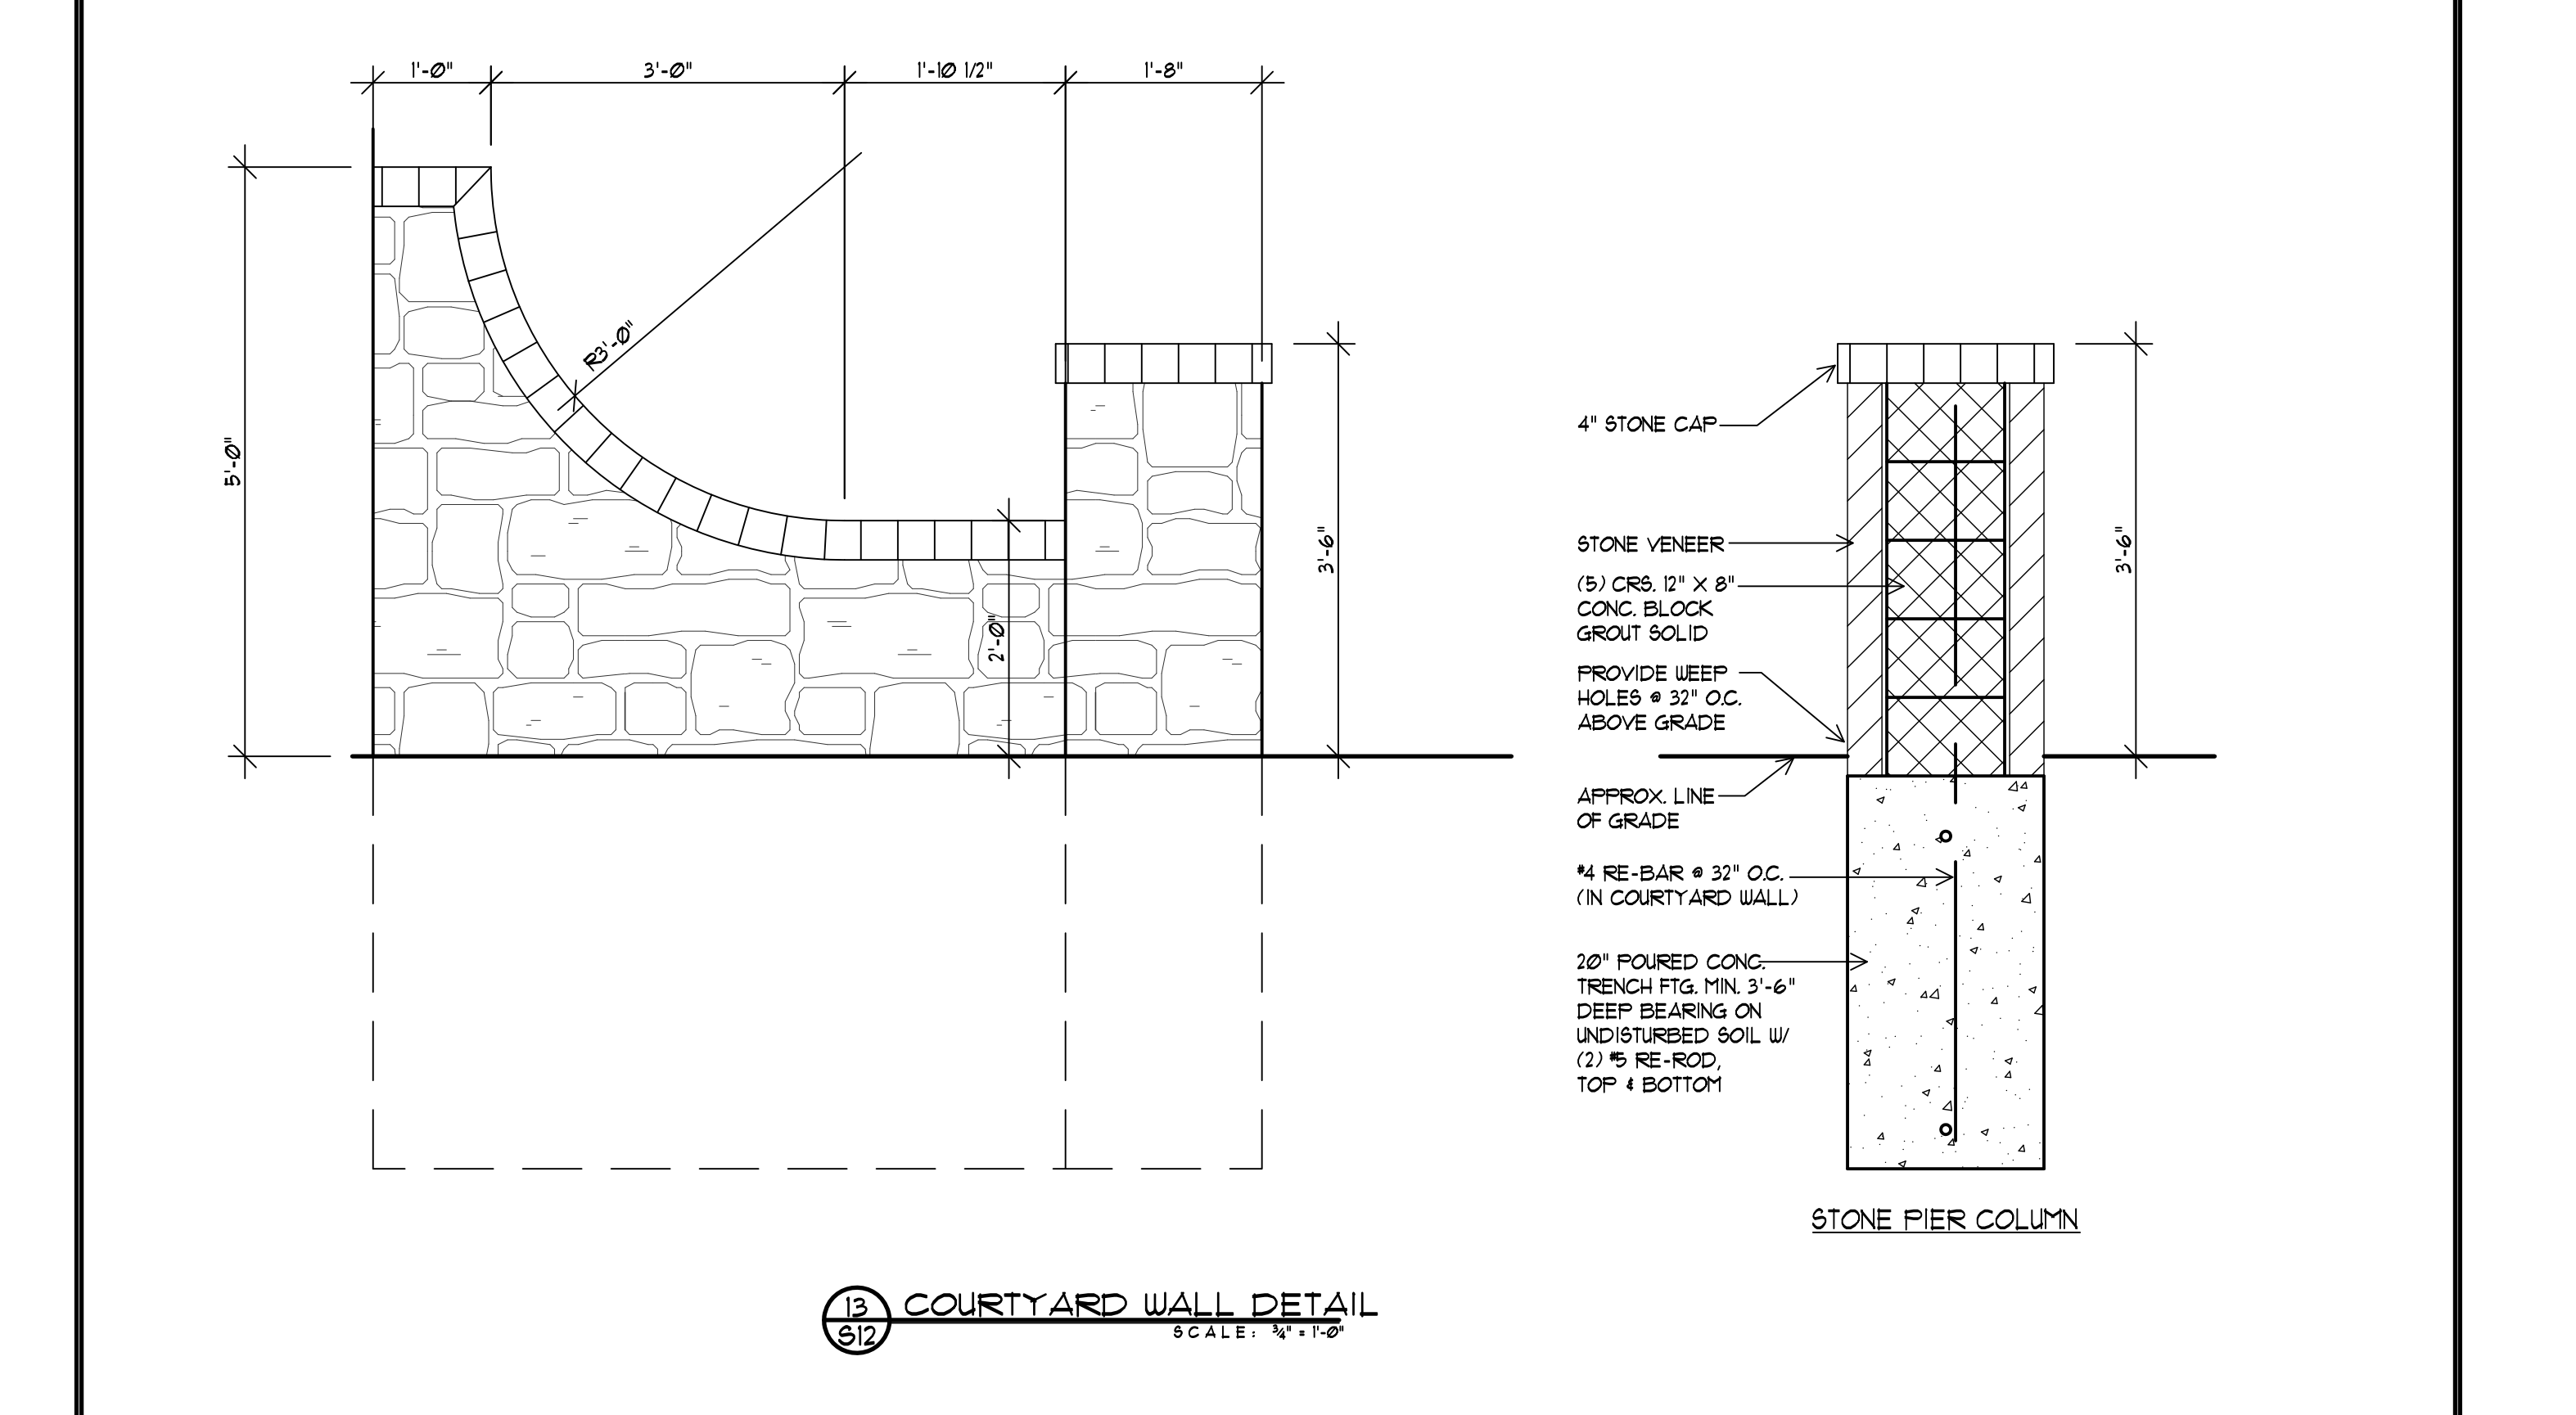 1'-0" 3'-0" 1'-10 1/2" 1'-8"
R3'-0"
5'-0"
2'-0"
3'-6"
4" STONE CAP
STONE VENEER
(5) CRS. 12" X 8"
CONC. BLOCK
GROUT SOLID
PROVIDE WEEP
HOLES @ 32" O.C.
ABOVE GRADE
APPROX. LINE
OF GRADE
#4 RE-BAR @ 32" O.C.
(IN COURTYARD WALL)
20" POURED CONC.
TRENCH FTG. MIN. 3'-6"
DEEP BEARING ON
UNDISTURBED SOIL W/
(2) #5 RE-ROD,
TOP & BOTTOM
3'-6"
STONE PIER COLUMN
13
S12
COURTYARD WALL DETAIL
SCALE: 3/4" = 1'-0"